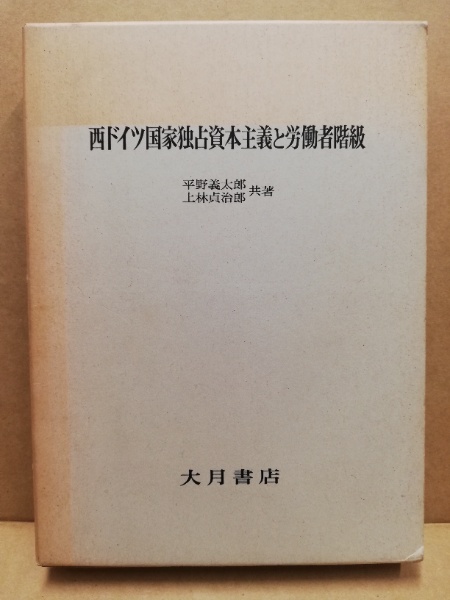 西ドイツ国家独占資本主義と労働者階級
平野義太郎
上林貞治郎
共著
大月書店